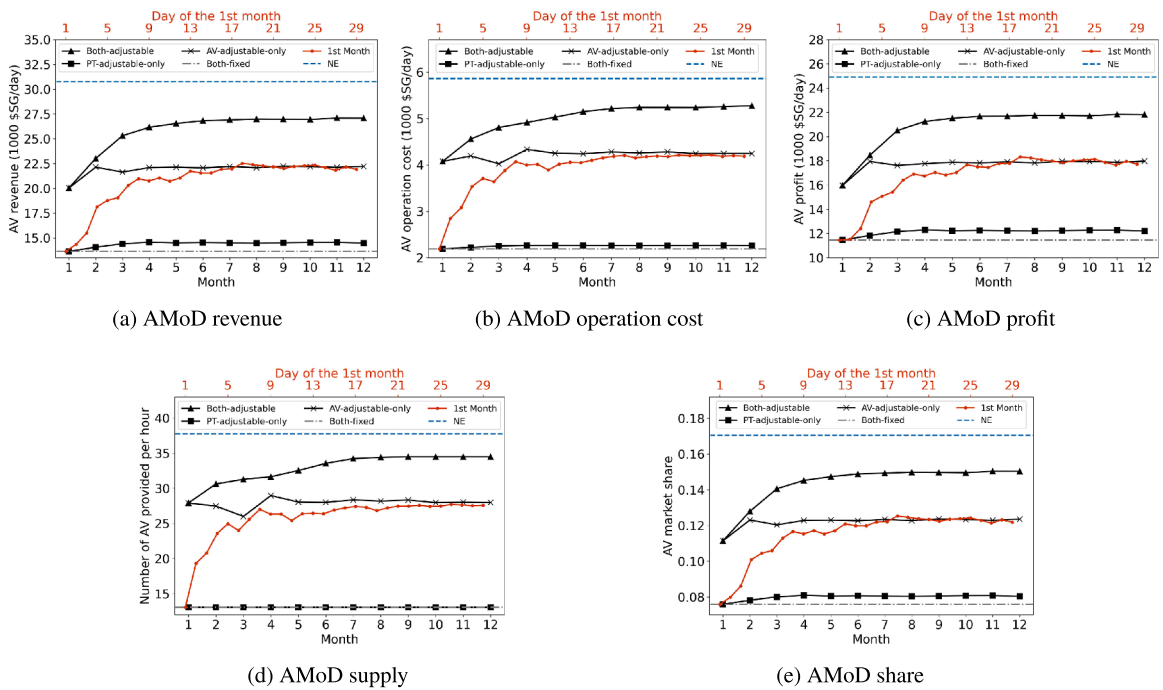 Day of the 1st month
1 5 9 13 17 21 25 29
35.0
32.5
30.0
27.5
25.0
22.5
20.0
17.5
15.0
AV revenue (1000 $SG/day)
Both-adjustable AV-adjustable-only 1st Month
PT-adjustable-only Both-fixed NE
1 2 3 4 5 6 7 8 9 10 11 12
Month
(a) AMoD revenue
Day of the 1st month
1 5 9 13 17 21 25 29
6
5
4
3
2
AV operation cost (1000 $SG/day)
Both-adjustable AV-adjustable-only 1st Month
PT-adjustable-only Both-fixed NE
1 2 3 4 5 6 7 8 9 10 11 12
Month
(b) AMoD operation cost
Day of the 1st month
1 5 9 13 17 21 25 29
28
26
24
22
20
18
16
14
12
10
AV profit (1000 $SG/day)
Both-adjustable AV-adjustable-only 1st Month
PT-adjustable-only Both-fixed NE
1 2 3 4 5 6 7 8 9 10 11 12
Month
(c) AMoD profit
Day of the 1st month
1 5 9 13 17 21 25 29
40
35
30
25
20
15
Number of AV provided per hour
Both-adjustable AV-adjustable-only 1st Month
PT-adjustable-only Both-fixed NE
1 2 3 4 5 6 7 8 9 10 11 12
Month
(d) AMoD supply
Day of the 1st month
1 5 9 13 17 21 25 29
0.18
0.16
0.14
0.12
0.10
0.08
AV market share
Both-adjustable AV-adjustable-only 1st Month
PT-adjustable-only Both-fixed NE
1 2 3 4 5 6 7 8 9 10 11 12
Month
(e) AMoD share